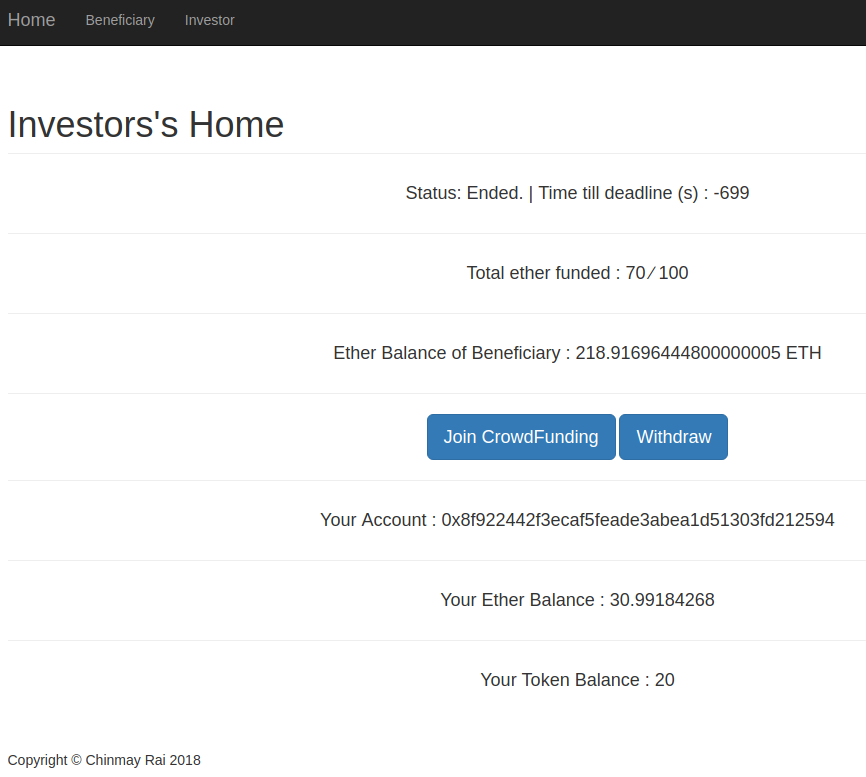 Home Beneficiary Investor
Investors's Home
Status: Ended. | Time till deadline (s) : -699
Total ether funded : 70 ⁄ 100
Ether Balance of Beneficiary : 218.91696444800000005 ETH
Join CrowdFunding Withdraw
Your Account : 0x8f922442f3ecaf5feade3abea1d51303fd212594
Your Ether Balance : 30.99184268
Your Token Balance : 20
Copyright © Chinmay Rai 2018